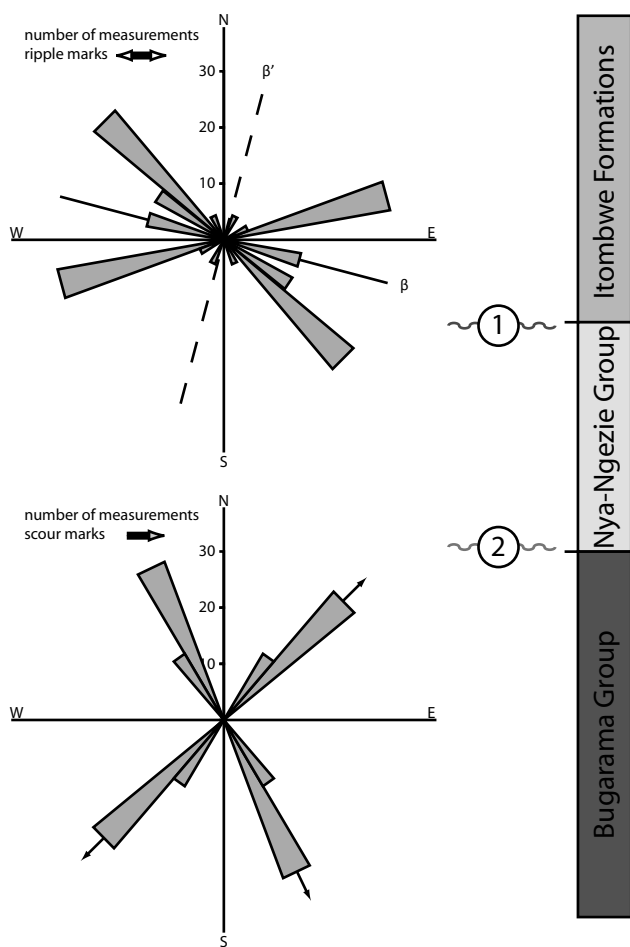 number of measurements
ripple marks
N
30
20
10
β'
W
E
β
S
number of measurements
scour marks
N
30
20
10
W
E
S
Itombwe Formations
1
Nya-Ngezie Group
2
Bugarama Group